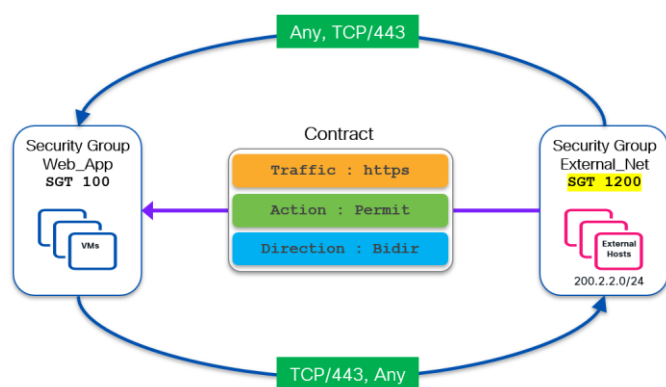 Any, TCP/443
Security Group
Web_App
SGT 100
VMs
Contract
Traffic : https
Action : Permit
Direction : Bidir
Security Group
External_Net
SGT 1200
External
Hosts
200.2.2.0/24
TCP/443, Any